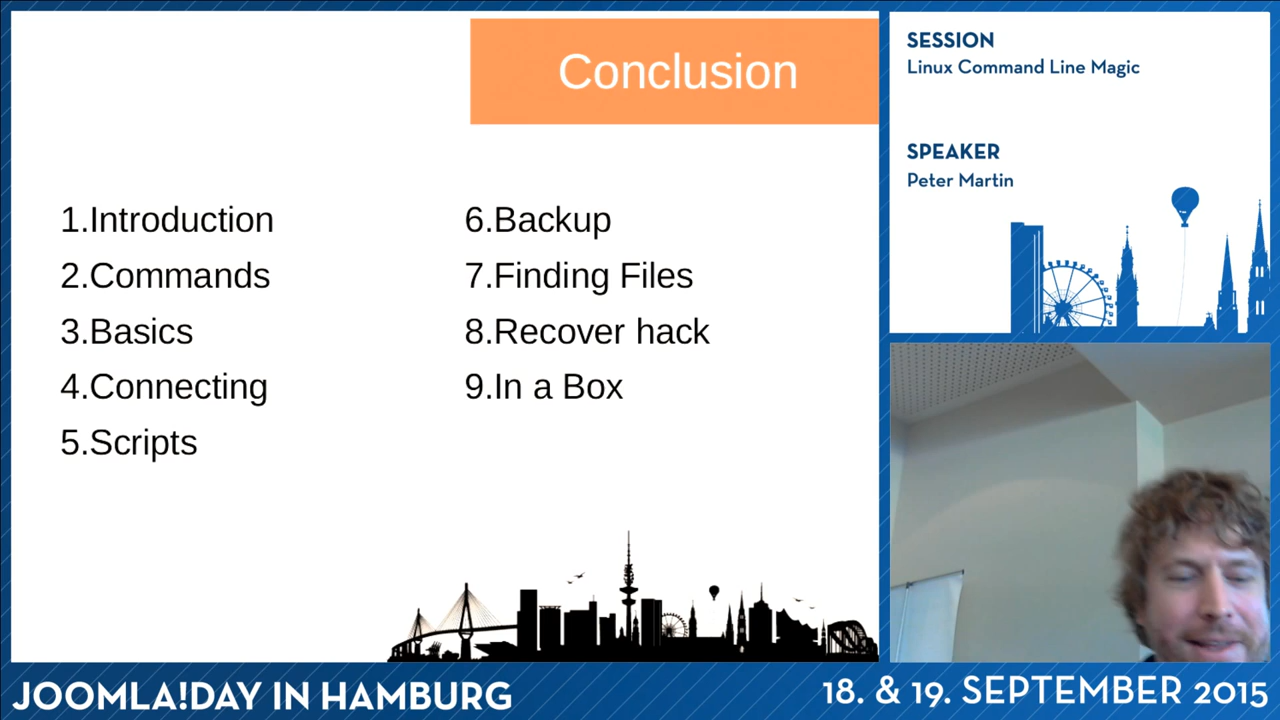 Conclusion
1.Introduction
2.Commands
3.Basics
4.Connecting
5.Scripts
6.Backup
7.Finding Files
8.Recover hack
9.In a Box
SESSION
Linux Command Line Magic
SPEAKER
Peter Martin
JOOMLA!DAY IN HAMBURG
18. & 19. SEPTEMBER 2015